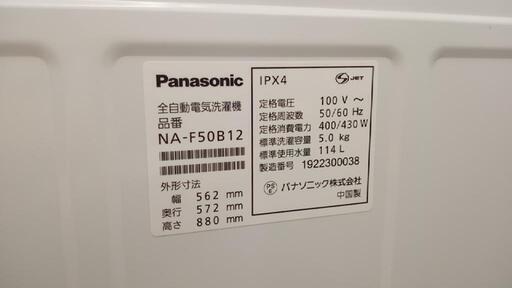 Panasonic
全自動電気洗濯機
品番
NA-F50B12
外形寸法
幅 562 mm
奥行 572 mm
高さ 880 mm
IPX4
S JET
定格電圧 100 V ～
定格周波数 50/60 Hz
定格消費電力 400/430 W
標準洗濯容量 5.0 kg
標準使用水量 114 L
製造番号 1922300038
PS E パナソニック株式会社
中国製